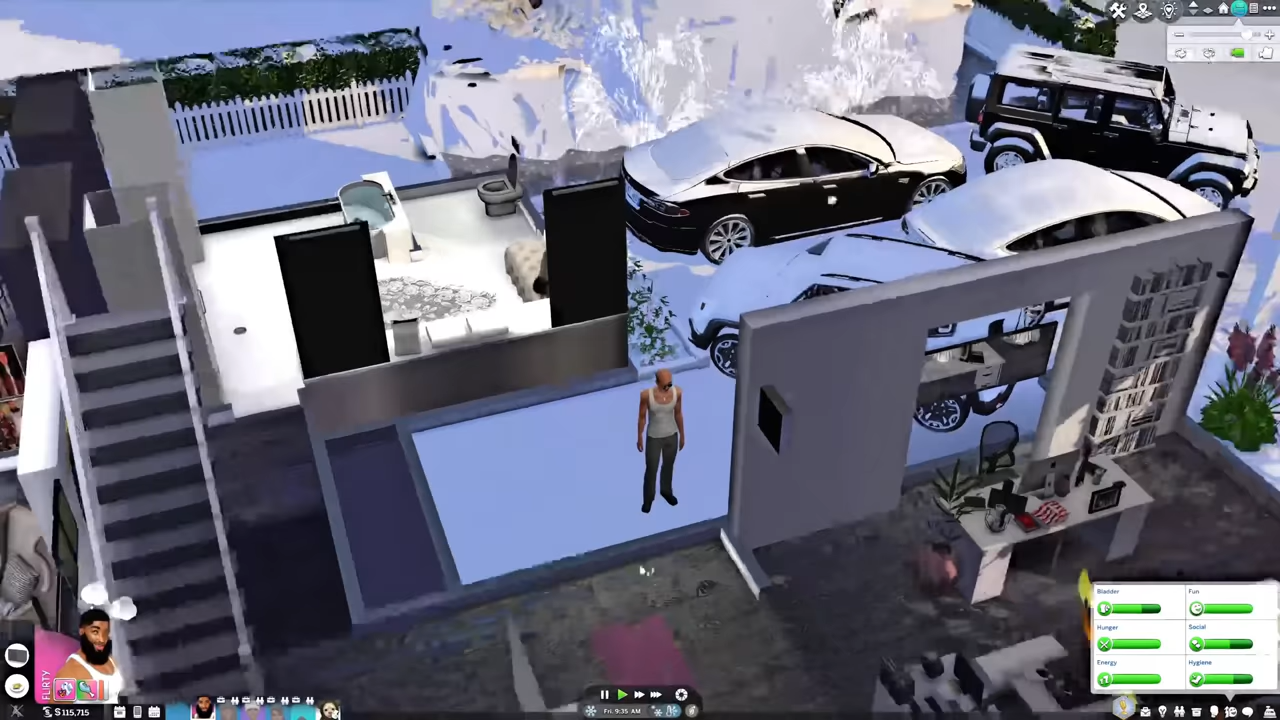 Bladder
Fun
Hunger
Social
Energy
Hygiene
FLIRTY
$115,715
Fri. 9:35 AM